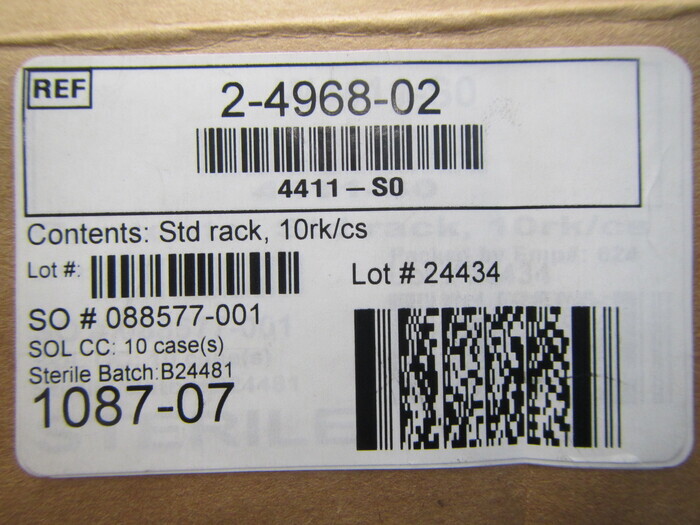 REF
2-4968-02
4411-S0
Contents: Std rack, 10rk/cs
Lot #:
Lot # 24434
SO # 088577-001
SOL CC: 10 case(s)
Sterile Batch:B24481
1087-07